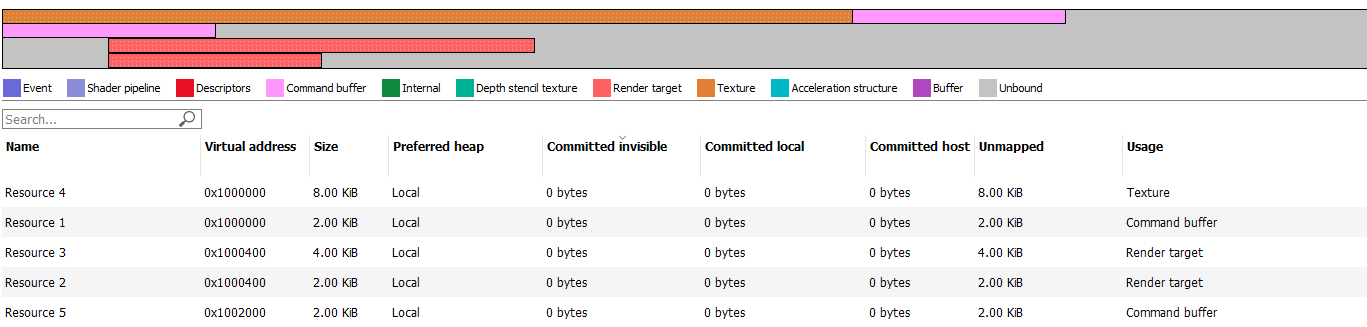 Event Shader pipeline Descriptors Command buffer Internal Depth stencil texture Render target Texture Acceleration structure Buffer Unbound
Search...
Name Virtual address Size Preferred heap Committed invisible Committed local Committed host Unmapped Usage
Resource 4 0x1000000 8.00 KiB Local 0 bytes 0 bytes 0 bytes 8.00 KiB Texture
Resource 1 0x1000000 2.00 KiB Local 0 bytes 0 bytes 0 bytes 2.00 KiB Command buffer
Resource 3 0x1000400 4.00 KiB Local 0 bytes 0 bytes 0 bytes 4.00 KiB Render target
Resource 2 0x1000400 2.00 KiB Local 0 bytes 0 bytes 0 bytes 2.00 KiB Render target
Resource 5 0x1002000 2.00 KiB Local 0 bytes 0 bytes 0 bytes 2.00 KiB Command buffer